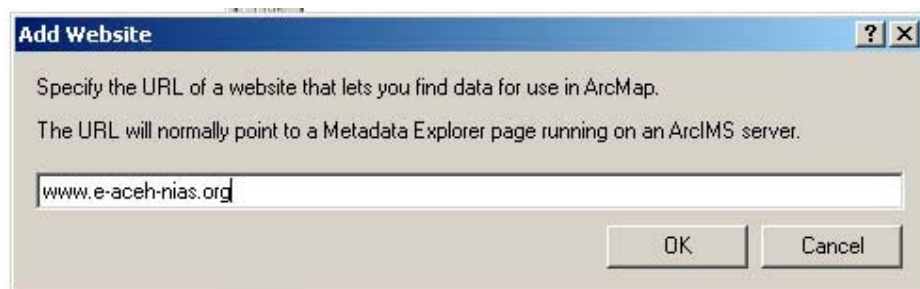 Add Website
Specify the URL of a website that lets you find data for use in ArcMap.
The URL will normally point to a Metadata Explorer page running on an ArcIMS server.
www.e-aceh-nias.org
OK Cancel